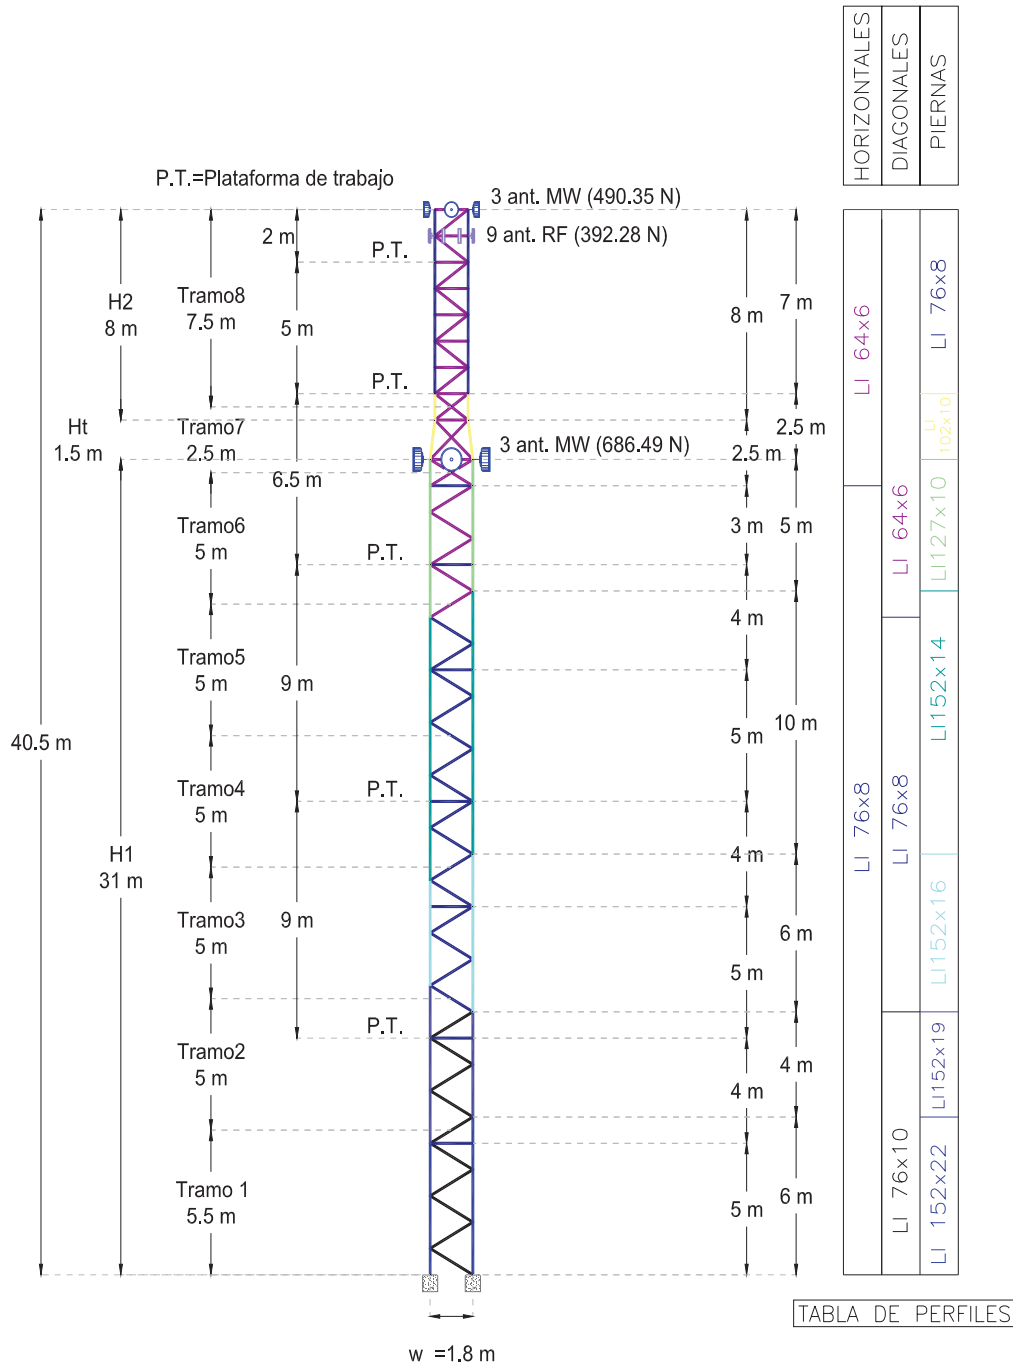 HORIZONTALES
DIAGONALES
PIERNAS
P.T.=Plataforma de trabajo
3 ant. MW (490.35 N)
9 ant. RF (392.28 N)
2 m
P.T.
H2
8 m
Tramo8
7.5 m
5 m
8 m
7 m
LI 64x6
LI 76x8
P.T.
Ht
1.5 m
Tramo7
2.5 m
3 ant. MW (686.49 N)
2.5 m
2.5 m
LI
102x10
6.5 m
Tramo6
5 m
P.T.
3 m
5 m
LI 64x6
LI127x10
4 m
Tramo5
5 m
9 m
40.5 m
5 m
10 m
LI152x14
Tramo4
5 m
P.T.
LI 76x8
LI 76x8
H1
31 m
4 m
Tramo3
5 m
9 m
6 m
LI152x16
5 m
P.T.
Tramo2
5 m
4 m
4 m
LI152x19
Tramo 1
5.5 m
5 m
6 m
LI 76x10
LI 152x22
TABLA DE PERFILES
w =1.8 m